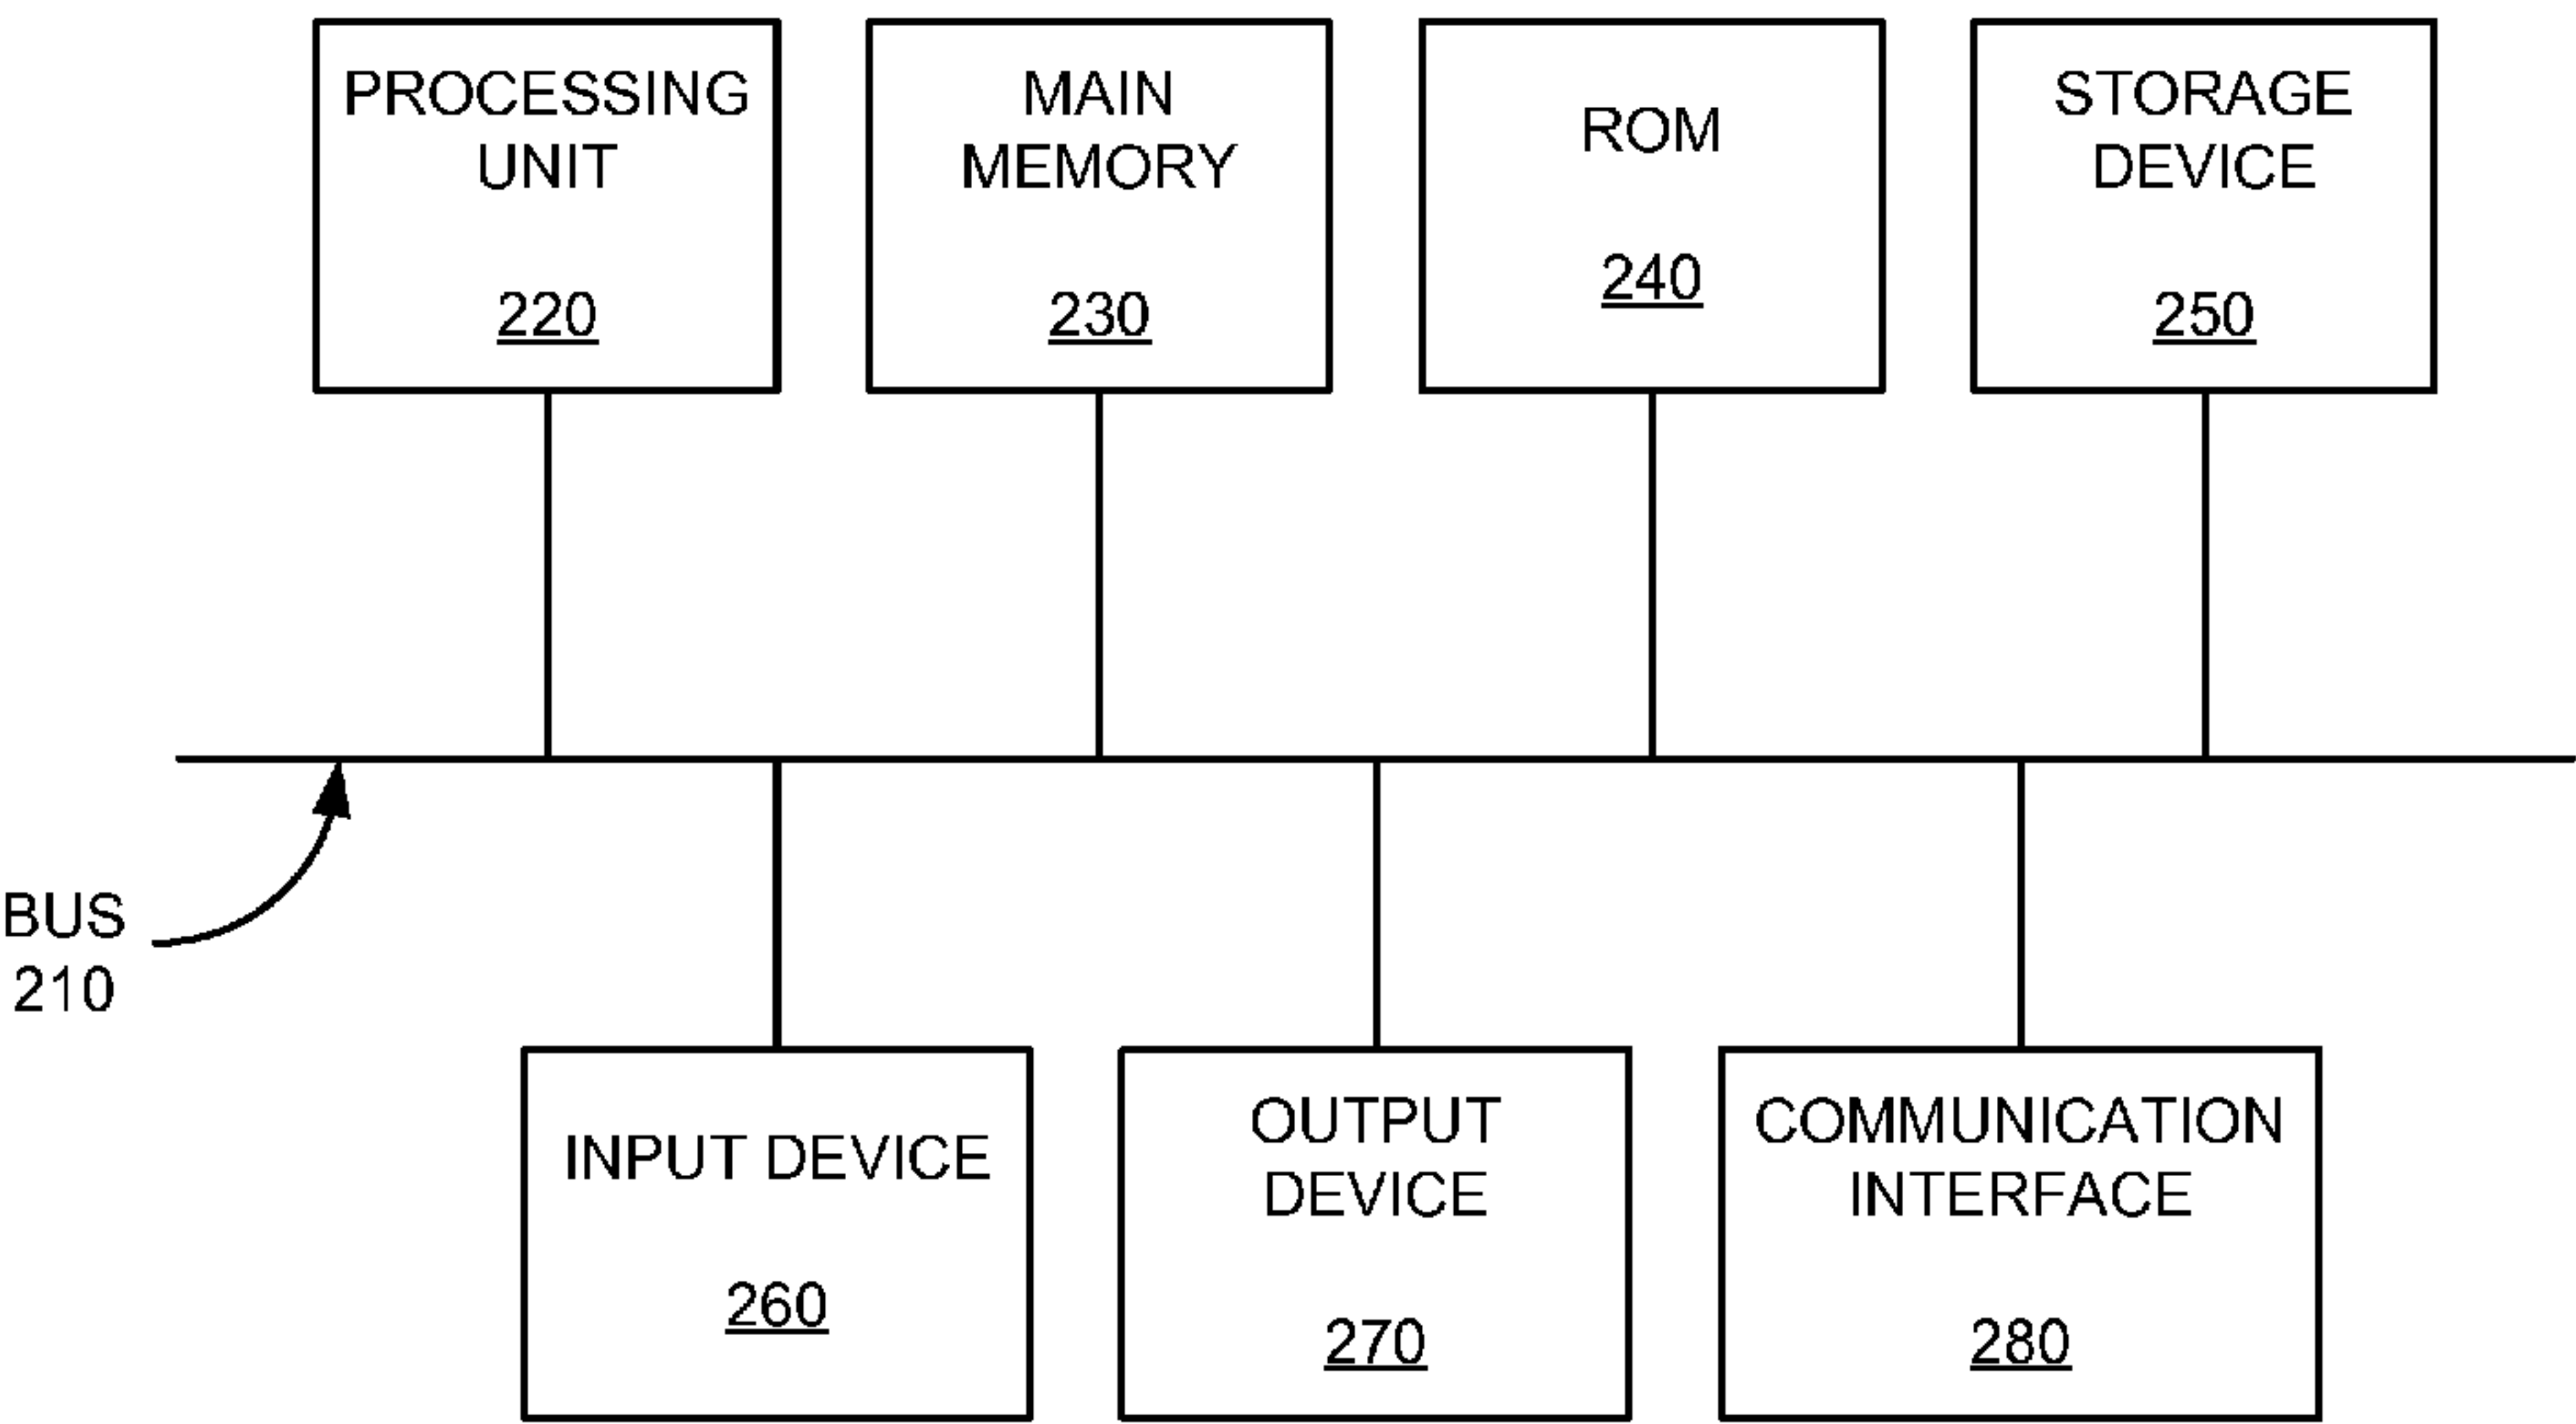 PROCESSING
UNIT
220
MAIN
MEMORY
230
ROM
240
STORAGE
DEVICE
250
BUS
210
INPUT DEVICE
260
OUTPUT
DEVICE
270
COMMUNICATION
INTERFACE
280